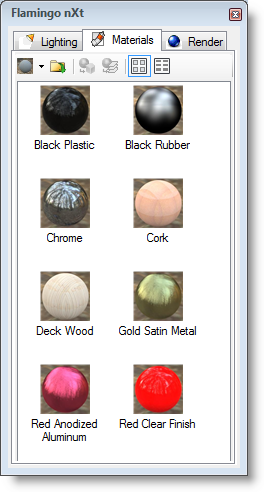 Flamingo nXt
Lighting Materials Render
Black Plastic Black Rubber
Chrome Cork
Deck Wood Gold Satin Metal
Red Anodized Aluminum Red Clear Finish